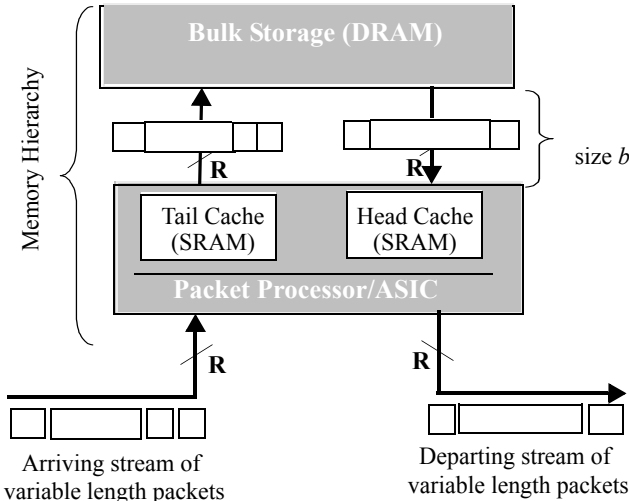 Bulk Storage (DRAM)
Memory Hierarchy
R
R
size b
Tail Cache
(SRAM)
Head Cache
(SRAM)
Packet Processor/ASIC
R
R
Arriving stream of
variable length packets
Departing stream of
variable length packets